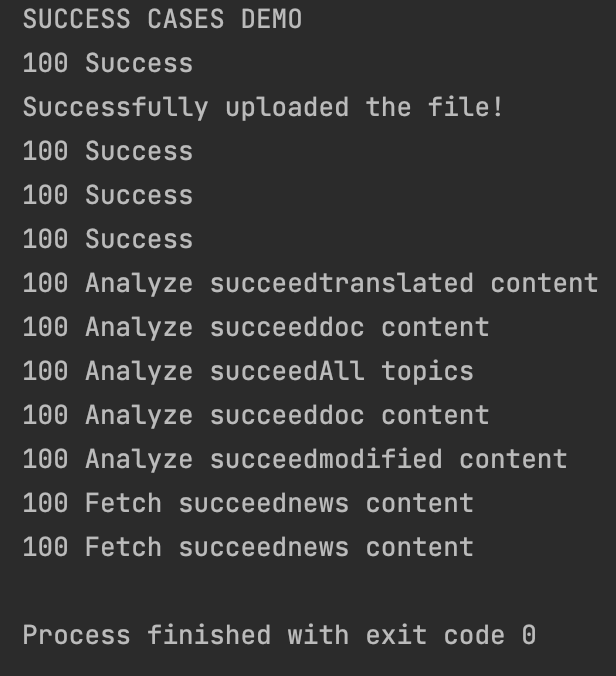 SUCCESS CASES DEMO
100 Success
Successfully uploaded the file!
100 Success
100 Success
100 Success
100 Analyze succeedtranslated content
100 Analyze succeeddoc content
100 Analyze succeedAll topics
100 Analyze succeeddoc content
100 Analyze succeedmodified content
100 Fetch succeednews content
100 Fetch succeednews content
Process finished with exit code 0